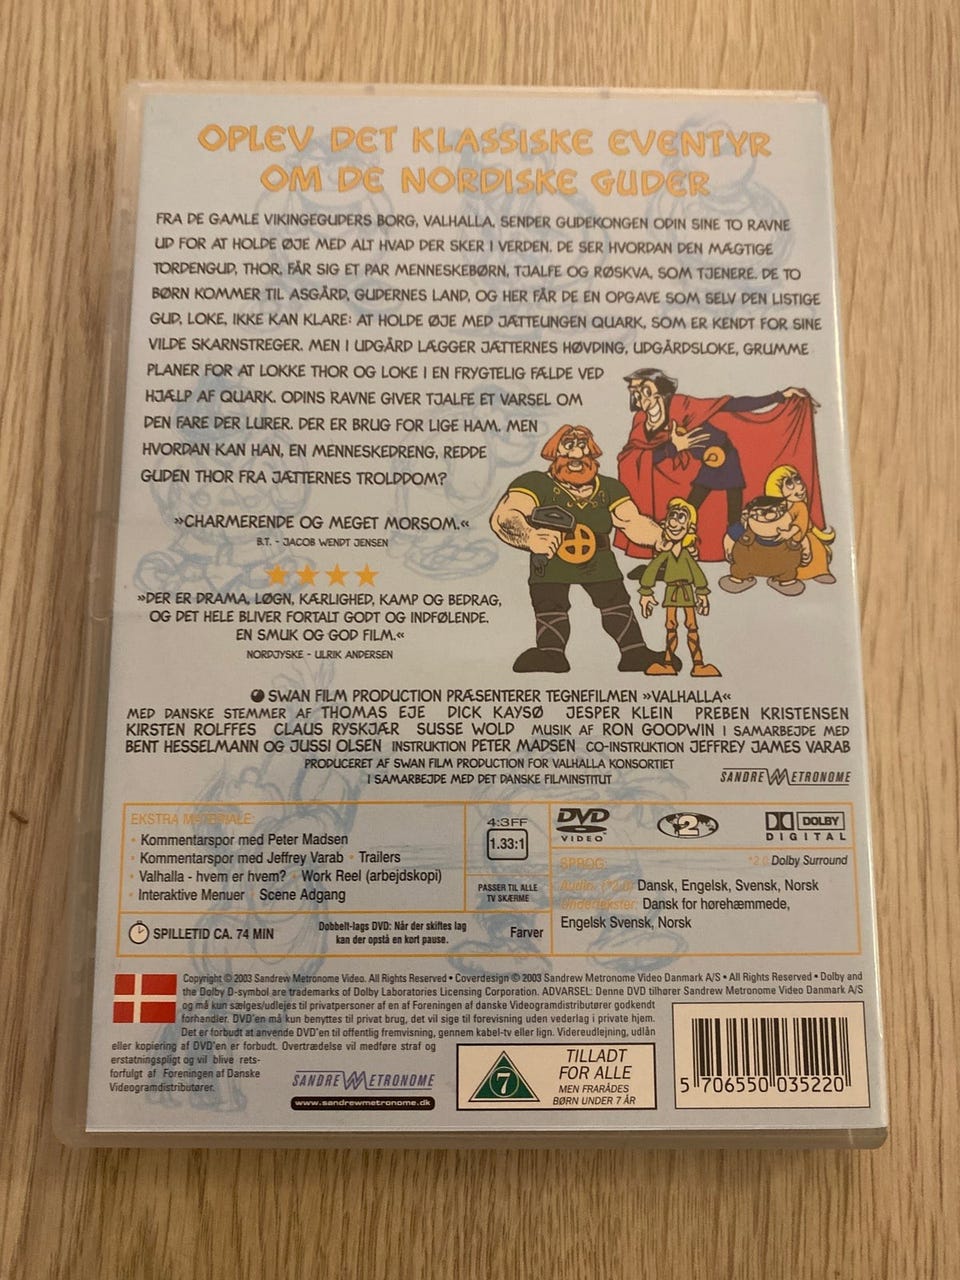 OPLEV DET KLASSISKE EVENTYR
OM DE NORDISKE GUDER
FRA DE GAMLE VIKINGEGUDERS BORG, VALHALLA, SENDER GUDEKONGEN ODIN SINE TO RAVNE
UD FOR AT HOLDE ØJE MED ALT HVAD DER SKER I VERDEN. DE SER HVORDAN DEN MÆGTIGE
TORDENGUD, THOR, FÅR SIG ET PAR MENNESKEBØRN, TJALFE OG RØSKVA, SOM TJENERE. DE TO
BØRN KOMMER TIL ASGÅRD, GUDERNES LAND, OG HER FÅR DE EN OPGAVE SOM SELV DEN LISTIGE
GUD, LOKE, IKKE KAN KLARE: AT HOLDE ØJE MED JÆTTEUNGEN QUARK, SOM ER KENDT FOR SINE
VILDE SKARNSTREGER. MEN I UDGÅRD LÆGGER JÆTTERNES HØVDING, UDGÅRDSLOKE, GRUMME
PLANER FOR AT LOKKE THOR OG LOKE I EN FRYGTELIG FÆLDE VED
HJÆLP AF QUARK. ODINS RAVNE GIVER TJALFE ET VARSEL OM
DEN FARE DER LURER. DER ER BRUG FOR LIGE HAM. MEN
HVORDAN KAN HAN, EN MENNESKEDRENG, REDDE
GUDEN THOR FRA JÆTTERNES TROLDDOM?
»CHARMERENDE OG MEGET MORSOM.«
B.T. - JACOB WENDT JENSEN
»DER ER DRAMA, LØGN, KÆRLIGHED, KAMP OG BEDRAG,
OG DET HELE BLIVER FORTALT GODT OG INDFØLENDE.
EN SMUK OG GOD FILM.«
NORDJYSKE - ULRIK ANDERSEN
SWAN FILM PRODUCTION PRÆSENTERER TEGNEFILMEN »VALHALLA«
MED DANSKE STEMMER AF THOMAS EJE DICK KAYSØ JESPER KLEIN PREBEN KRISTENSEN
KIRSTEN ROLFFES CLAUS RYSKJÆR SUSSE WOLD MUSIK AF RON GOODWIN I SAMARBEJDE MED
BENT HESSELMANN OG JUSSI OLSEN INSTRUKTION PETER MADSEN CO-INSTRUKTION JEFFREY JAMES VARAB
PRODUCERET AF SWAN FILM PRODUCTION FOR VALHALLA KONSORTIET
I SAMARBEJDE MED DET DANSKE FILMINSTITUT
SANDREW METRONOME
EKSTRA MATERIALE:
• Kommentarspor med Peter Madsen
• Kommentarspor med Jeffrey Varab • Trailers
• Valhalla - hvem er hvem? • Work Reel (arbejdskopi)
• Interaktive Menuer • Scene Adgang
4:3FF
1.33:1
PASSER TIL ALLE
TV SKÆRME
DVD
VIDEO
2
DOLBY
DIGITAL
*2.0 Dolby Surround
SPROG:
Audio: (*2.0) Dansk, Engelsk, Svensk, Norsk
Undertekster: Dansk for hørehæmmede,
Engelsk Svensk, Norsk
SPILLETID CA. 74 MIN
Dobbelt-lags DVD: Når der skiftes lag
kan der opstå en kort pause.
Farver
Copyright © 2003 Sandrew Metronome Video. All Rights Reserved • Coverdesign © 2003 Sandrew Metronome Video Danmark A/S • All Rights Reserved • Dolby and
the Dolby D-symbol are trademarks of Dolby Laboratories Licensing Corporation. ADVARSEL: Denne DVD tilhører Sandrew Metronome Video Danmark A/S
og må kun sælges/udlejes til privatpersoner af en af Foreningen af danske Videogramdistributører godkendt
forhandler. DVD'en må kun benyttes til privat brug, det vil sige til forevisning uden vederlag i private hjem.
Det er forbudt at anvende DVD'en til offentlig fremvisning, gennem kabel-tv eller lign. Videreudlejning, udlån
eller kopiering af DVD'en er forbudt. Overtrædelse vil medføre straf og
erstatningspligt og vil blive rets-
forfulgt af Foreningen af Danske
Videogramdistributører.
SANDREW METRONOME
www.sandrewmetronome.dk
7
TILLADT
FOR ALLE
MEN FRARÅDES
BØRN UNDER 7 ÅR
5 706550 035220